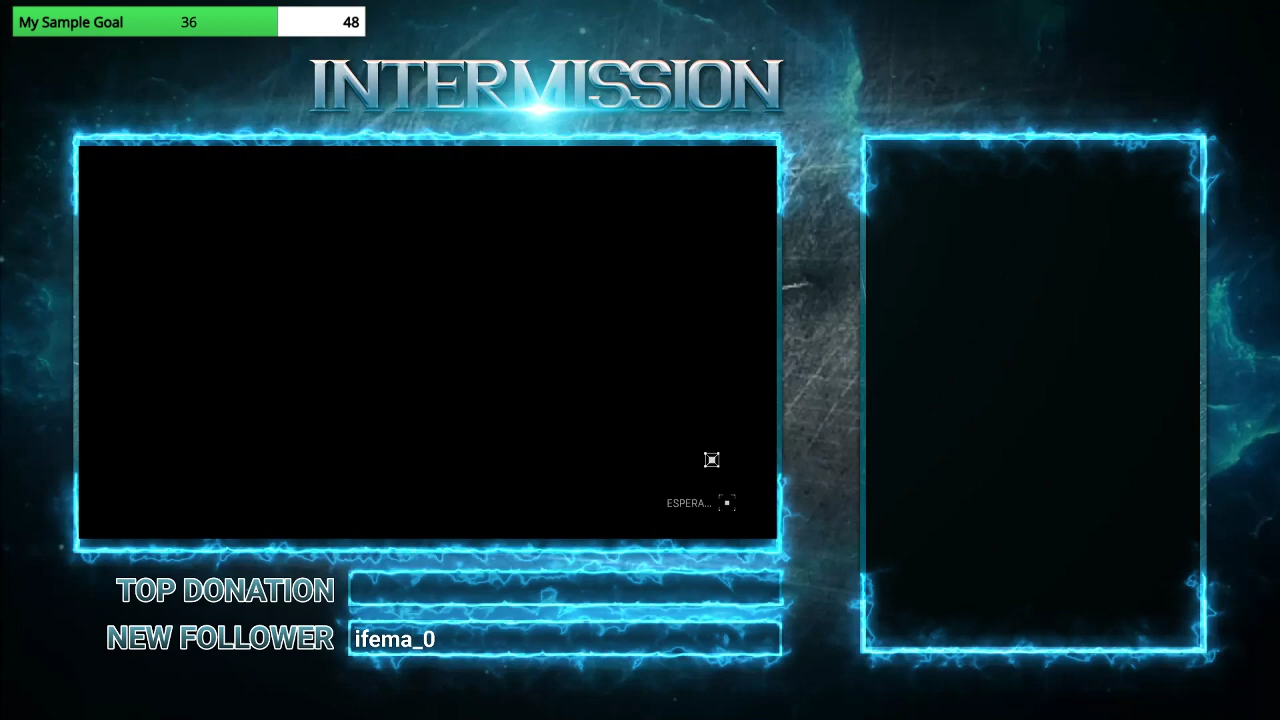 My Sample Goal 36 48
INTERMISSION
ESPERA...
TOP DONATION
NEW FOLLOWER ifema_0